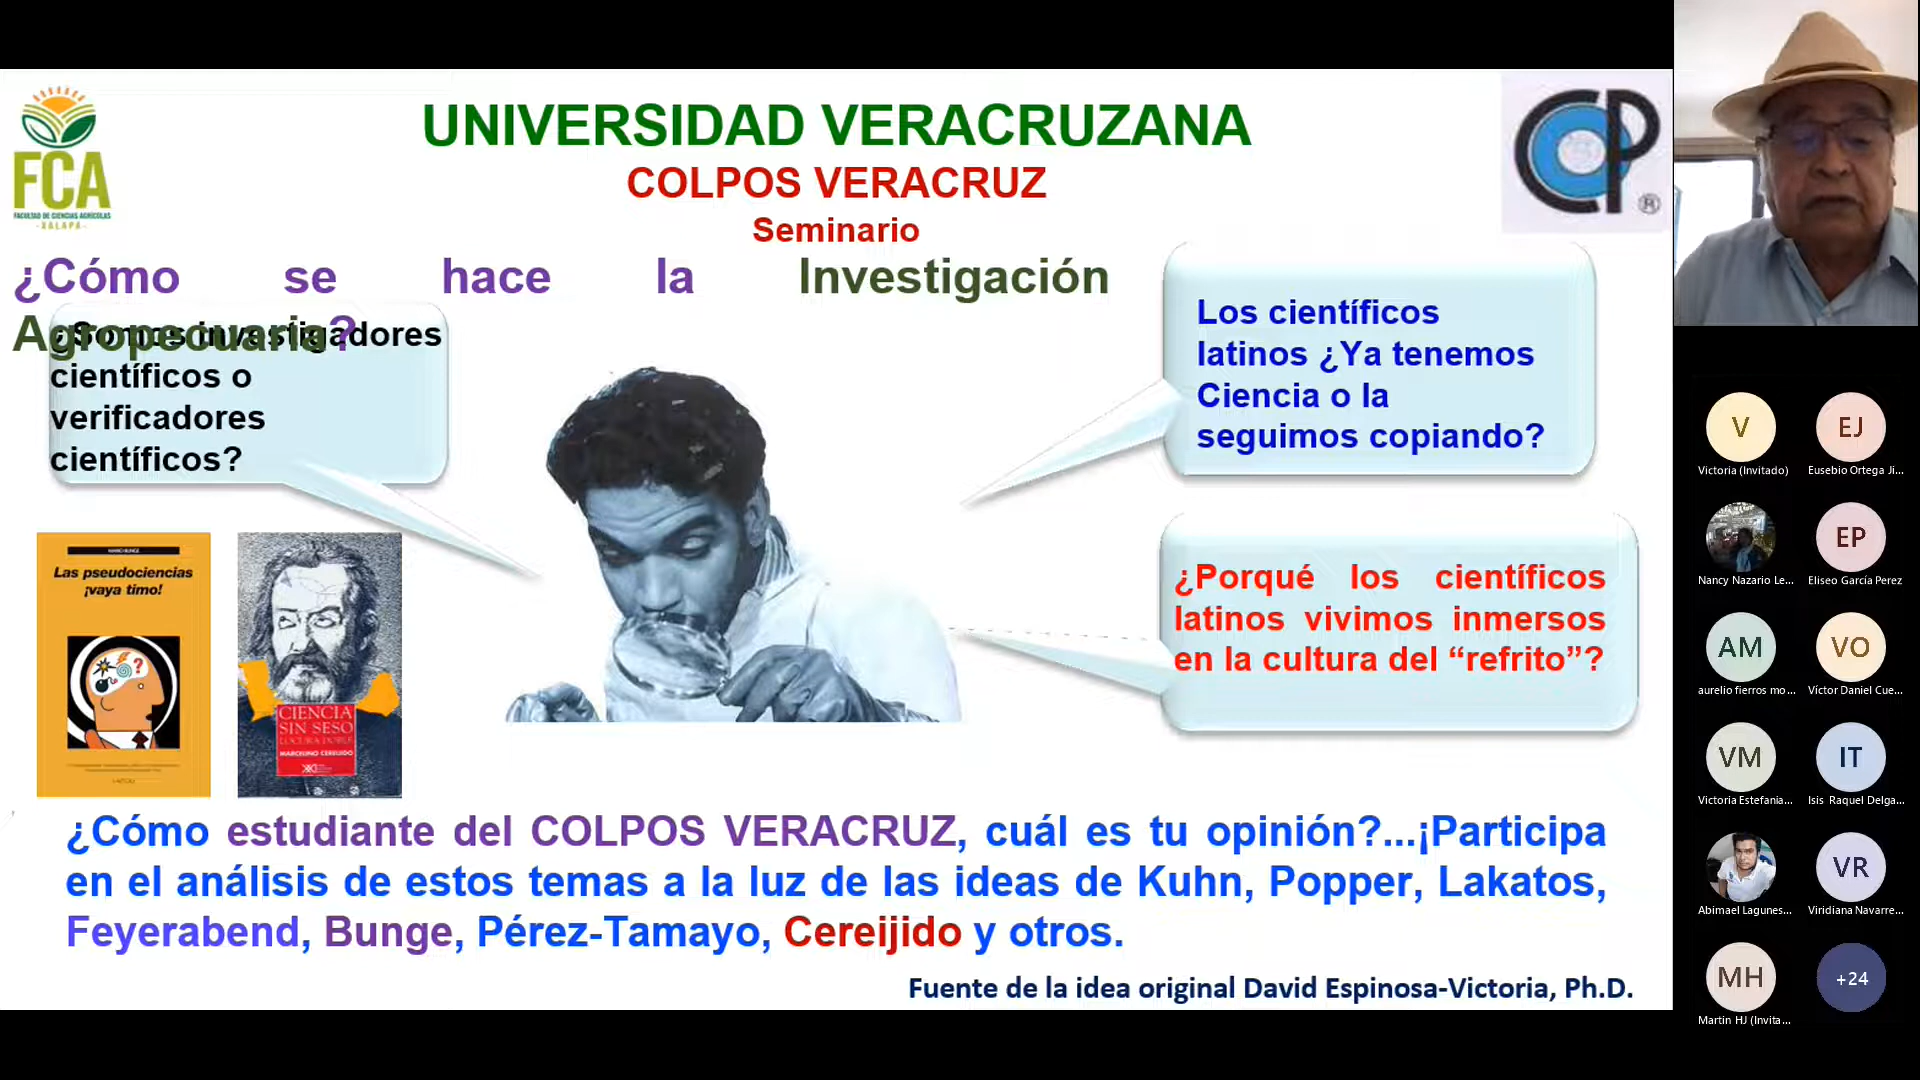 UNIVERSIDAD VERACRUZANA
COLPOS VERACRUZ
Seminario
FCA
FACULTAD DE CIENCIAS AGRÍCOLAS
-XALAPA-
CP
®
¿Cómo se hace la Investigación
Agropecuaria?
¿Somos investigadores
científicos o
verificadores
científicos?
Los científicos
latinos ¿Ya tenemos
Ciencia o la
seguimos copiando?
¿Porqué los científicos
latinos vivimos inmersos
en la cultura del “refrito”?
MARIO BUNGE
Las pseudociencias
¡vaya timo!
LAETOLI
CIENCIA
SIN SESO
LOCURA DOBLE
MARCELINO CEREIJIDO
¿Cómo estudiante del COLPOS VERACRUZ, cuál es tu opinión?...¡Participa
en el análisis de estos temas a la luz de las ideas de Kuhn, Popper, Lakatos,
Feyerabend, Bunge, Pérez-Tamayo, Cereijido y otros.
Fuente de la idea original David Espinosa-Victoria, Ph.D.
V
Victoria (Invitado)
EJ
Eusebio Ortega Ji...
Nancy Nazario Le...
EP
Eliseo García Perez
AM
aurelio fierros mo...
VO
Víctor Daniel Cue...
VM
Victoria Estefania...
IT
Isis Raquel Delga...
Abimael Lagunes...
VR
Viridiana Navarre...
MH
Martin HJ (Invita...
+24